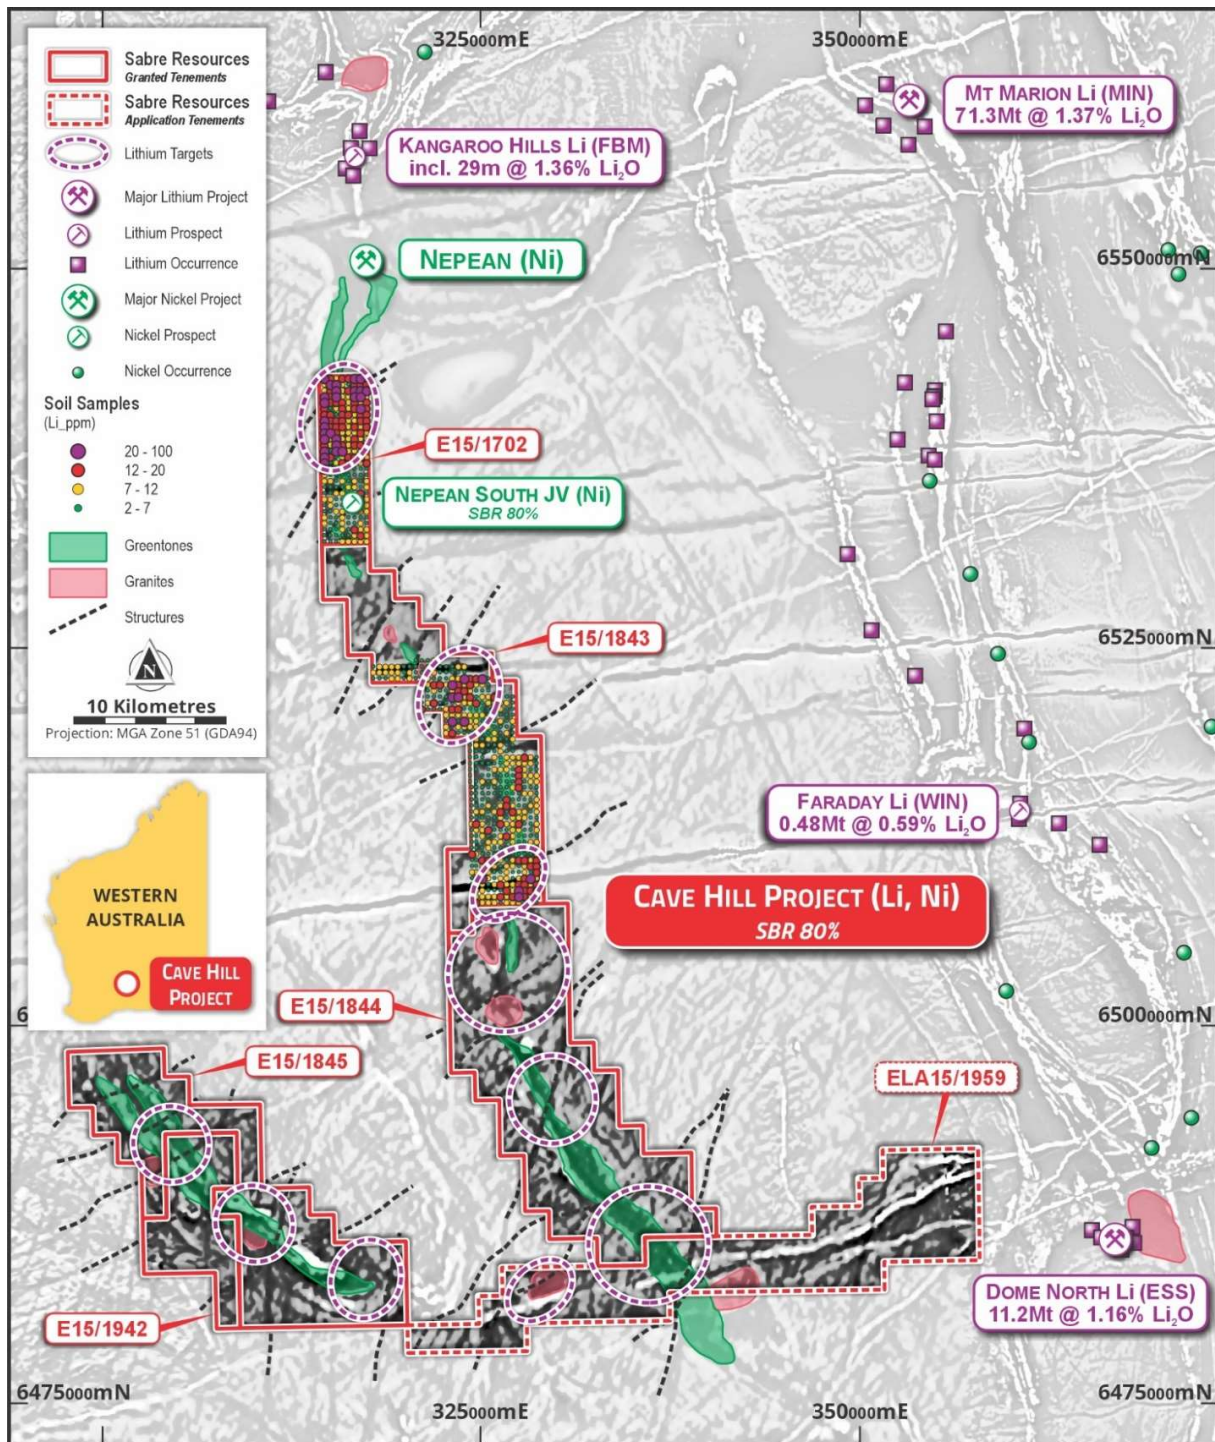 325000mE
350000mE
Sabre Resources
Granted Tenements
Sabre Resources
Application Tenements
Lithium Targets
Major Lithium Project
Lithium Prospect
Lithium Occurrence
Major Nickel Project
Nickel Prospect
Nickel Occurrence
Soil Samples
(Li_ppm)
20 - 100
12 - 20
7 - 12
2 - 7
Greentones
Granites
Structures
N
10 Kilometres
Projection: MGA Zone 51 (GDA94)
KANGAROO HILLS LI (FBM)
incl. 29m @ 1.36% Li₂O
MT MARION LI (MIN)
71.3Mt @ 1.37% Li₂O
NEPEAN (Ni)
6550000mN
E15/1702
NEPEAN SOUTH JV (Ni)
SBR 80%
E15/1843
6525000mN
FARADAY LI (WIN)
0.48Mt @ 0.59% Li₂O
WESTERN
AUSTRALIA
CAVE HILL
PROJECT
CAVE HILL PROJECT (Li, Ni)
SBR 80%
E15/1844
6
6500000mN
E15/1845
ELA15/1959
E15/1942
DOME NORTH LI (ESS)
11.2Mt @ 1.16% Li₂O
6475000mN
325000mE
350000mE
6475000mN